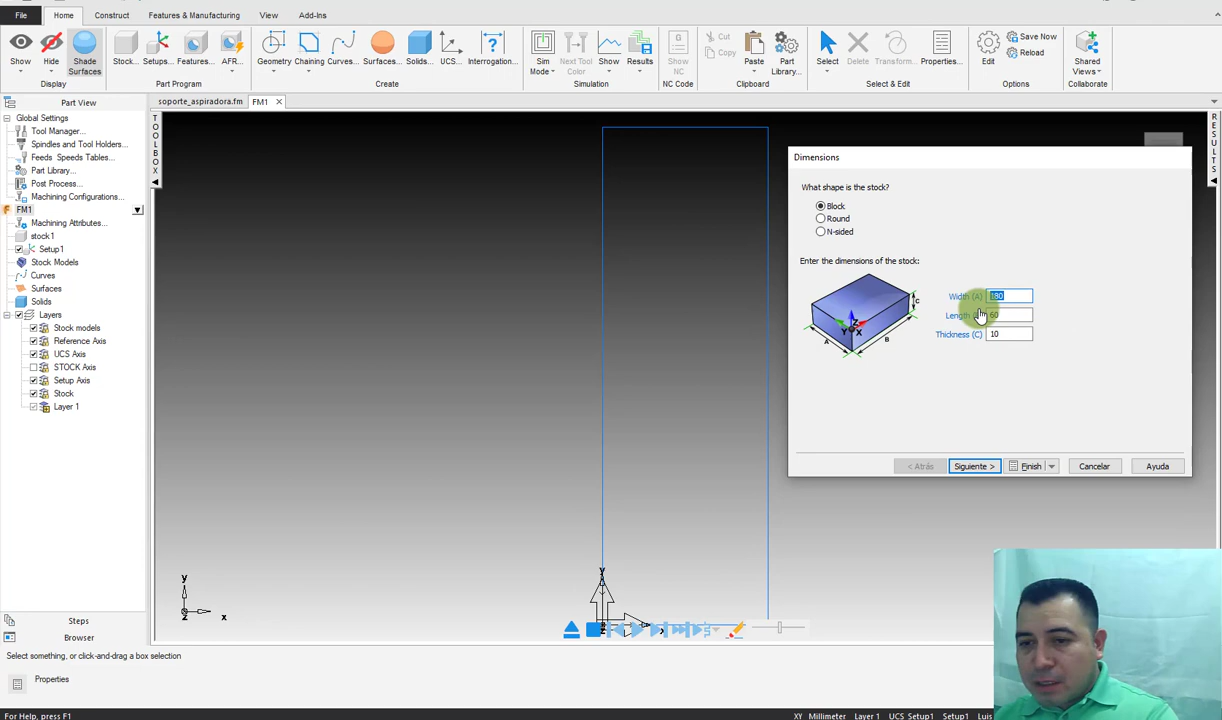 File Home Construct Features & Manufacturing View Add-Ins
Show Hide Shade Surfaces Stock... Setups... Features... AFR... Geometry... Chaining Curves... Surfaces... Solids... UCS... Interrogation... Sim Mode Next Tool Color Show Results Show NC Cut Copy Paste Part Library... Select Delete Transform... Properties... Edit Save Now Reload Shared Views
Display Part Program Create Simulation NC Code Clipboard Select & Edit Options Collaborate
Part View soporte_aspiradora.fm FM1
TOOLBOX
RESULTS
Global Settings
Tool Manager...
Spindles and Tool Holders...
Feeds Speeds Tables...
Part Library...
Post Process...
Machining Configurations...
FM1
Machining Attributes...
stock1
Setup1
Stock Models
Curves
Surfaces
Solids
Layers
Stock models
Reference Axis
UCS Axis
STOCK Axis
Setup Axis
Stock
Layer 1
Dimensions
What shape is the stock?
Block
Round
N-sided
Enter the dimensions of the stock:
A B C X Y Z
Width (A) 180
Length 60
Thickness (C) 10
< Atrás Siguiente > Finish Cancelar Ayuda
y
y
x
z
x
Steps
Browser
Select something, or click-and-drag a box selection
Properties
For Help, press F1
XY Millimeter Layer 1 UCS_Setup1 Setup1 Luis